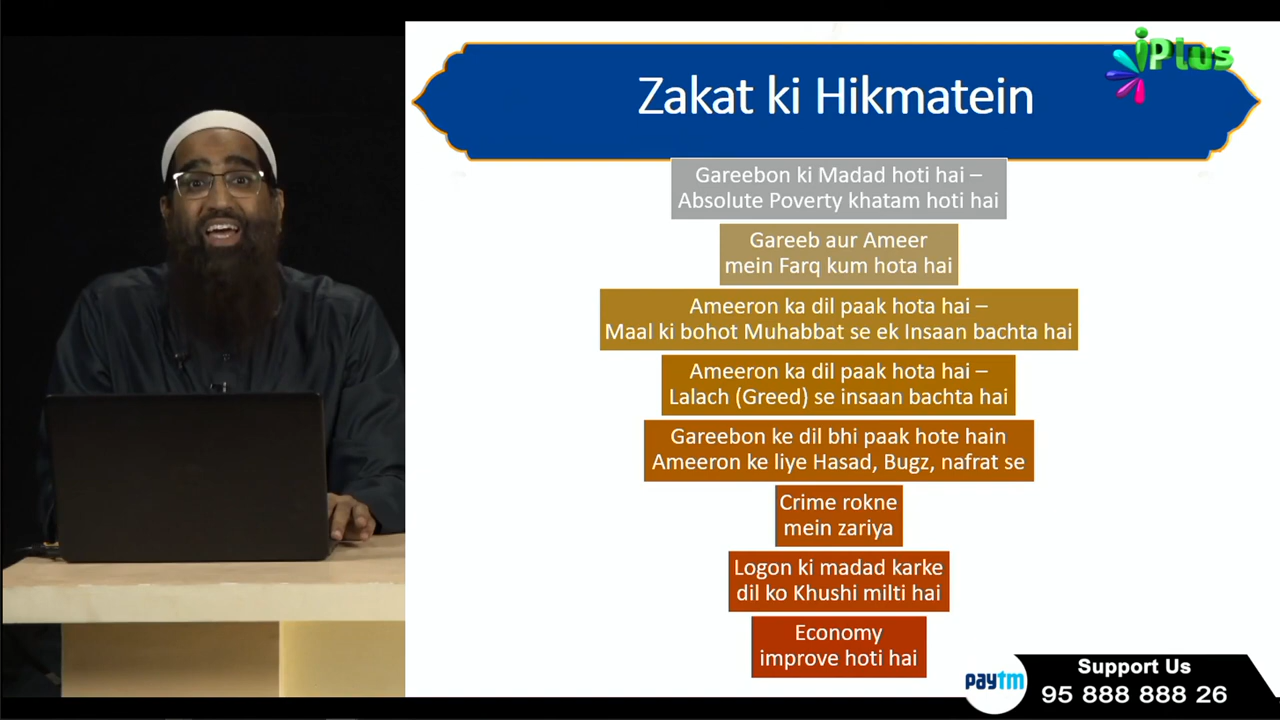 iPlus
Zakat ki Hikmatein
Gareebon ki Madad hoti hai –
Absolute Poverty khatam hoti hai
Gareeb aur Ameer
mein Farq kum hota hai
Ameeron ka dil paak hota hai –
Maal ki bohot Muhabbat se ek Insaan bachta hai
Ameeron ka dil paak hota hai –
Lalach (Greed) se insaan bachta hai
Gareebon ke dil bhi paak hote hain
Ameeron ke liye Hasad, Bugz, nafrat se
Crime rokne
mein zariya
Logon ki madad karke
dil ko Khushi milti hai
Economy
improve hoti hai
paytm
Support Us
95 888 888 26